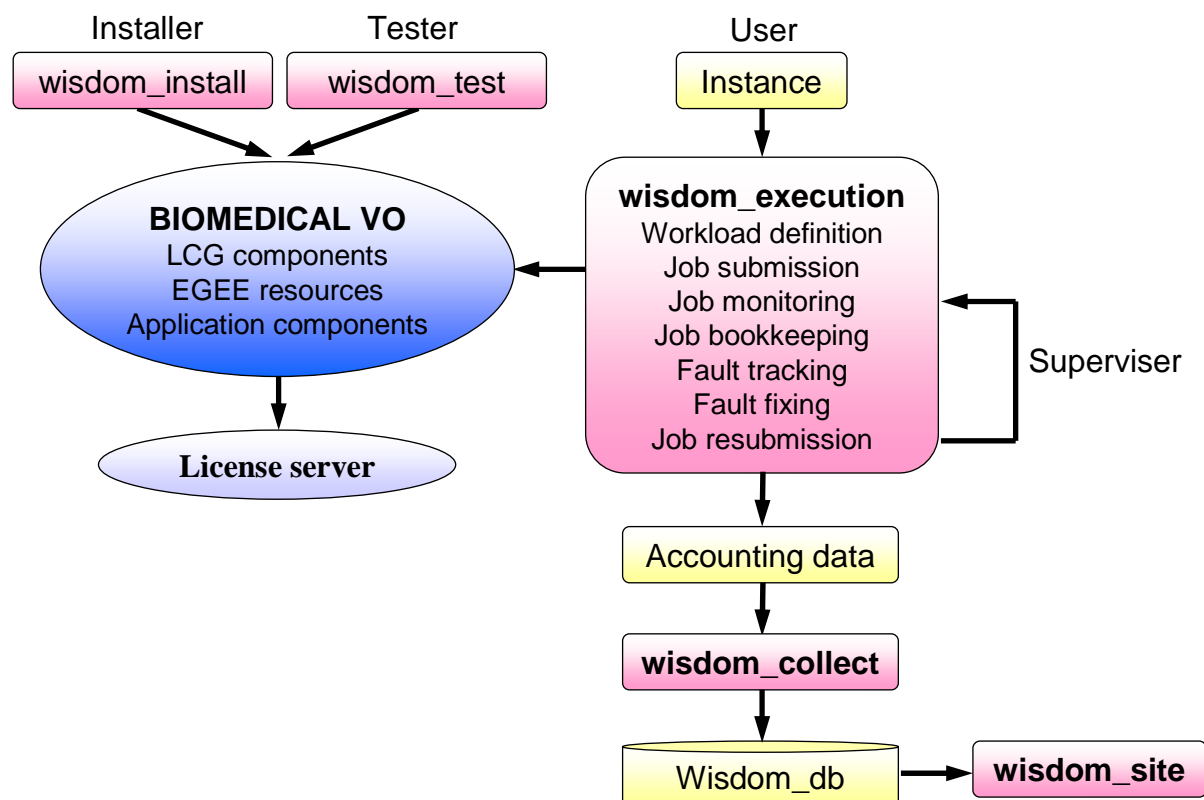 Installer
Tester
User
wisdom_install
wisdom_test
Instance
BIOMEDICAL VO
LCG components
EGEE resources
Application components
License server
wisdom_execution
Workload definition
Job submission
Job monitoring
Job bookkeeping
Fault tracking
Fault fixing
Job resubmission
Superviser
Accounting data
wisdom_collect
Wisdom_db
wisdom_site